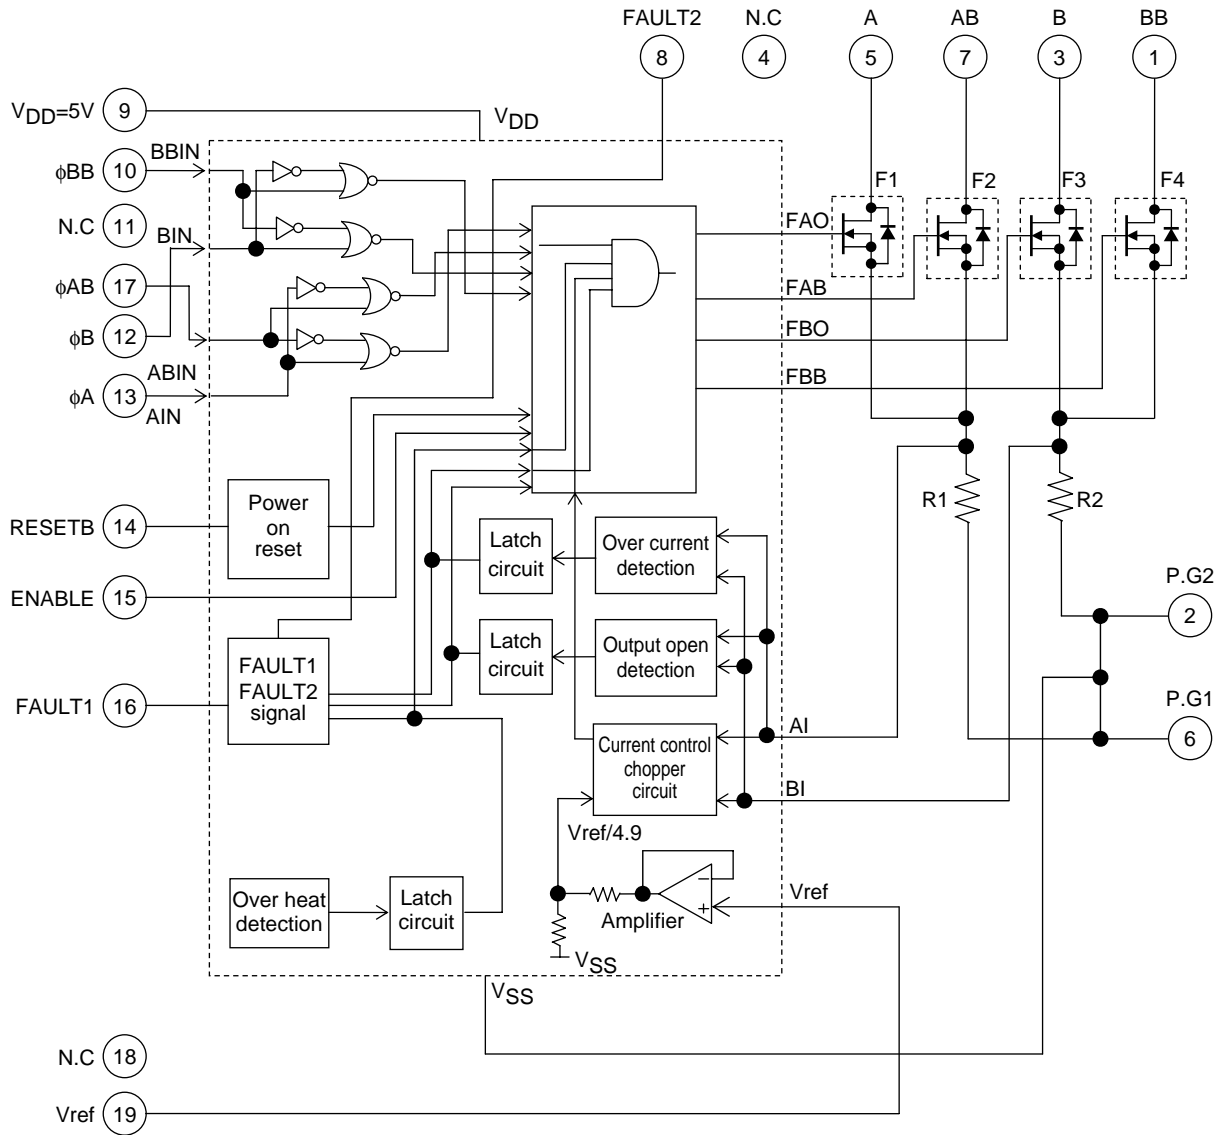 FAULT2 N.C A AB B BB
8 4 5 7 3 1
VDD=5V 9 VDD
φBB 10 BBIN
F1 F2 F3 F4
N.C 11
BIN
FAO
φAB 17
FAB
φB 12
FBO
ABIN
FBB
φA 13
AIN
Power
on
reset
RESETB 14
R1 R2
Latch
circuit
Over current
detection
P.G2
ENABLE 15
2
Latch
circuit
Output open
detection
FAULT1
FAULT2
signal
FAULT1 16
P.G1
6
AI
Current control
chopper
circuit
BI
Vref/4.9
Over heat
detection
Latch
circuit
−
+
Vref
Amplifier
VSS
VSS
N.C 18
Vref 19